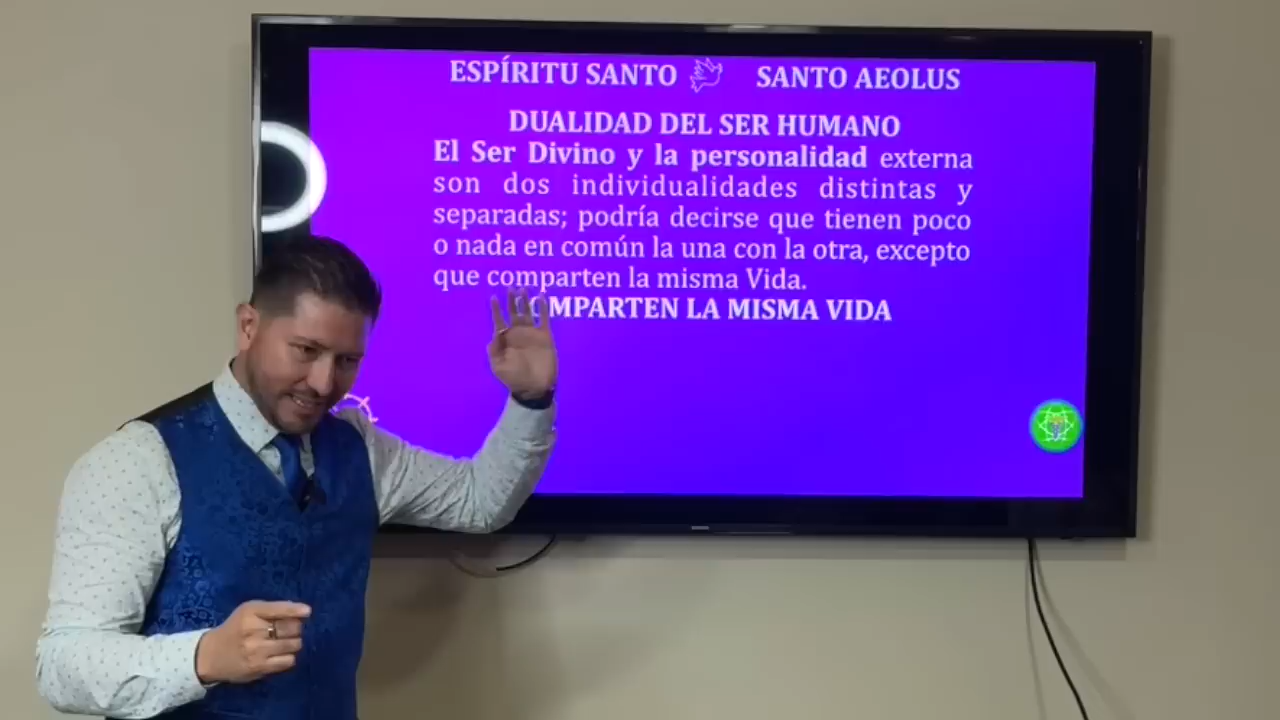 ESPÍRITU SANTO SANTO AEOLUS
DUALIDAD DEL SER HUMANO
El Ser Divino y la personalidad externa
son dos individualidades distintas y
separadas; podría decirse que tienen poco
o nada en común la una con la otra, excepto
que comparten la misma Vida.
COMPARTEN LA MISMA VIDA